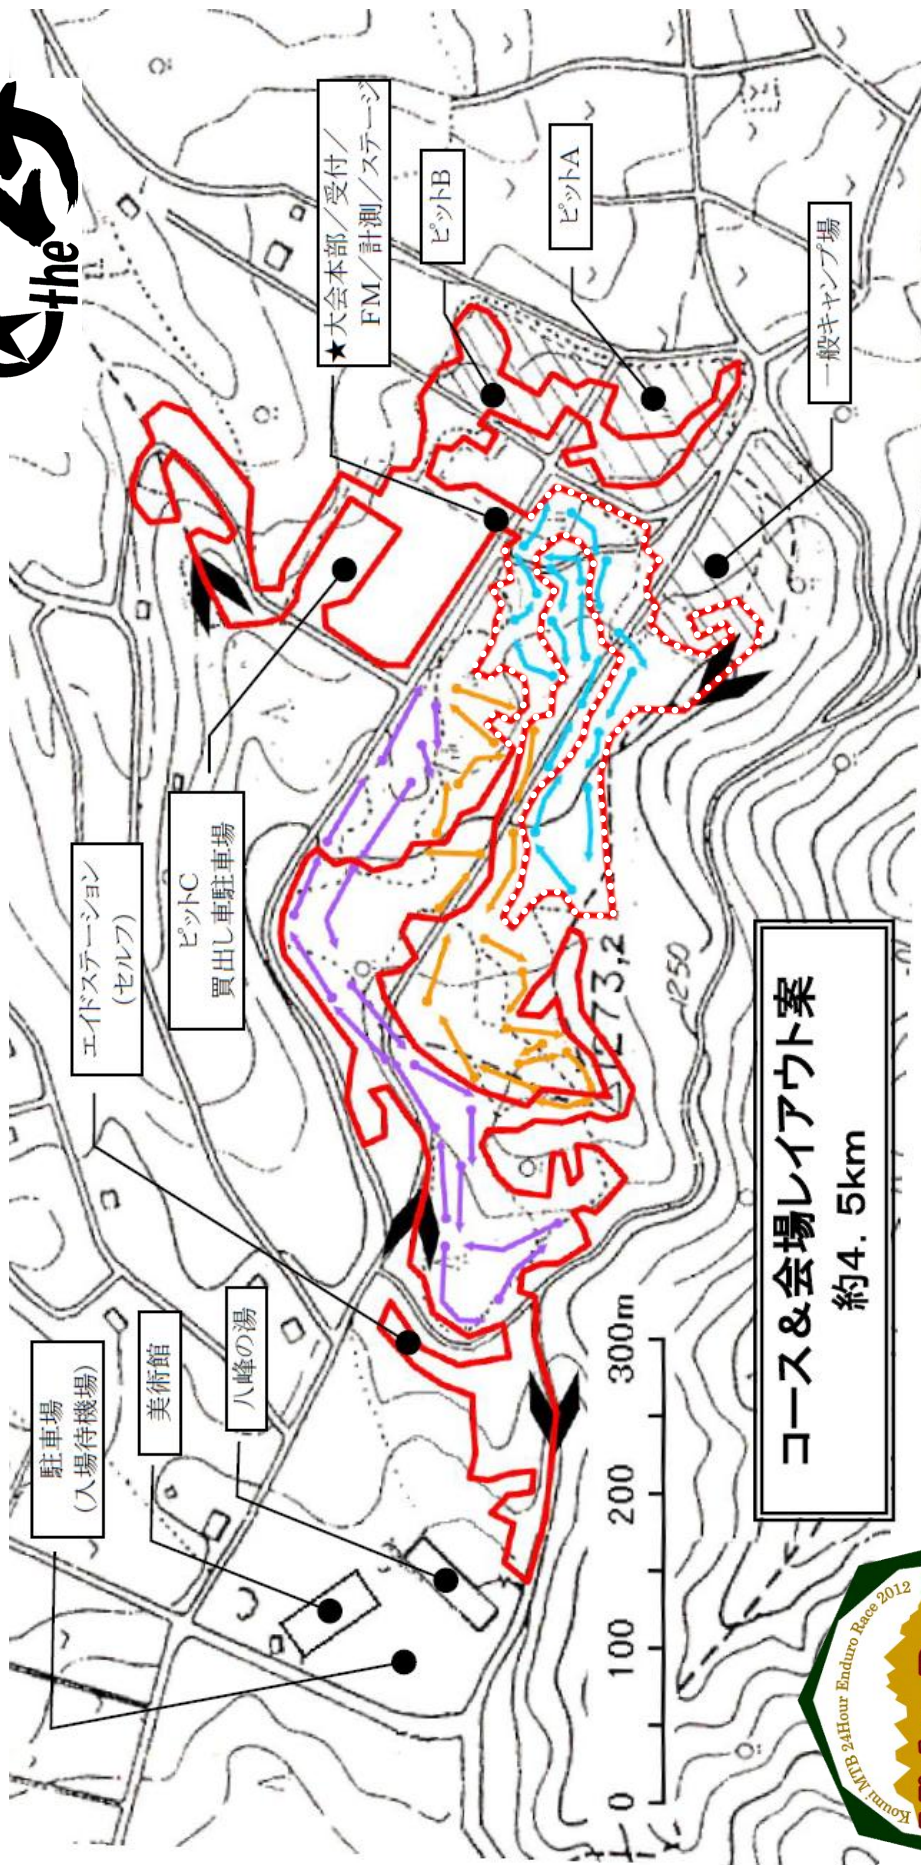 the
★大会本部／受付／
FM／計測／ステージ
ピットB
ピットA
一般キャンプ場
エイドステーション
(セルフ)
ピットC
買出し車駐車場
駐車場
(入場待機場)
美術館
八峰の湯
1273,2
1250
0 100 200 300m
コース&会場レイアウト案
約4. 5km
Koumi MTB 24Hour Enduro Race 2012